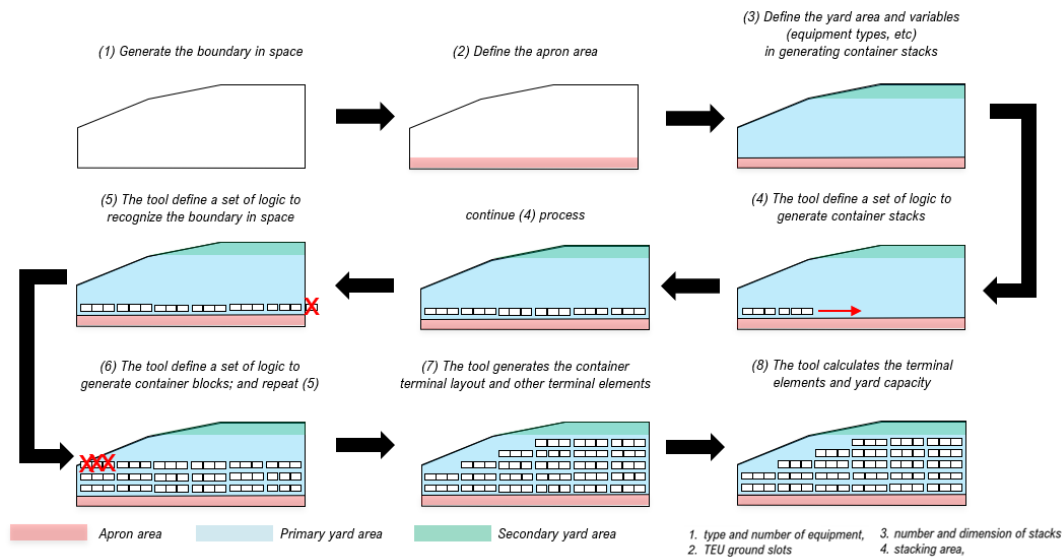 (1) Generate the boundary in space
(2) Define the apron area
(3) Define the yard area and variables
(equipment types, etc)
in generating container stacks
(5) The tool define a set of logic to
recognize the boundary in space
continue (4) process
(4) The tool define a set of logic to
generate container stacks
(6) The tool define a set of logic to
generate container blocks; and repeat (5)
(7) The tool generates the container
terminal layout and other terminal elements
(8) The tool calculates the terminal
elements and yard capacity
Apron area
Primary yard area
Secondary yard area
1. type and number of equipment,
2. TEU ground slots
3. number and dimension of stacks
4. stacking area,